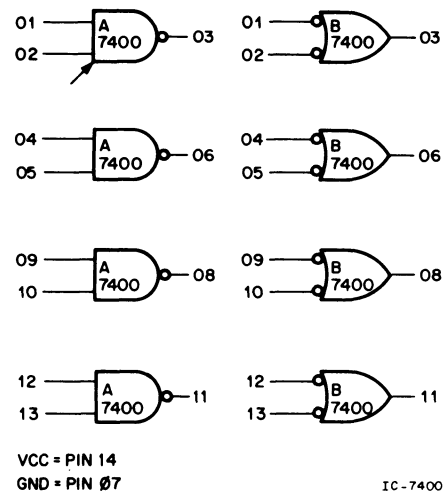 01 A 03 01 B 03
02 7400 02 7400
04 A 06 04 B 06
05 7400 05 7400
09 A 08 09 B 08
10 7400 10 7400
12 A 11 12 B 11
13 7400 13 7400
VCC = PIN 14
GND = PIN Ø7
IC-7400